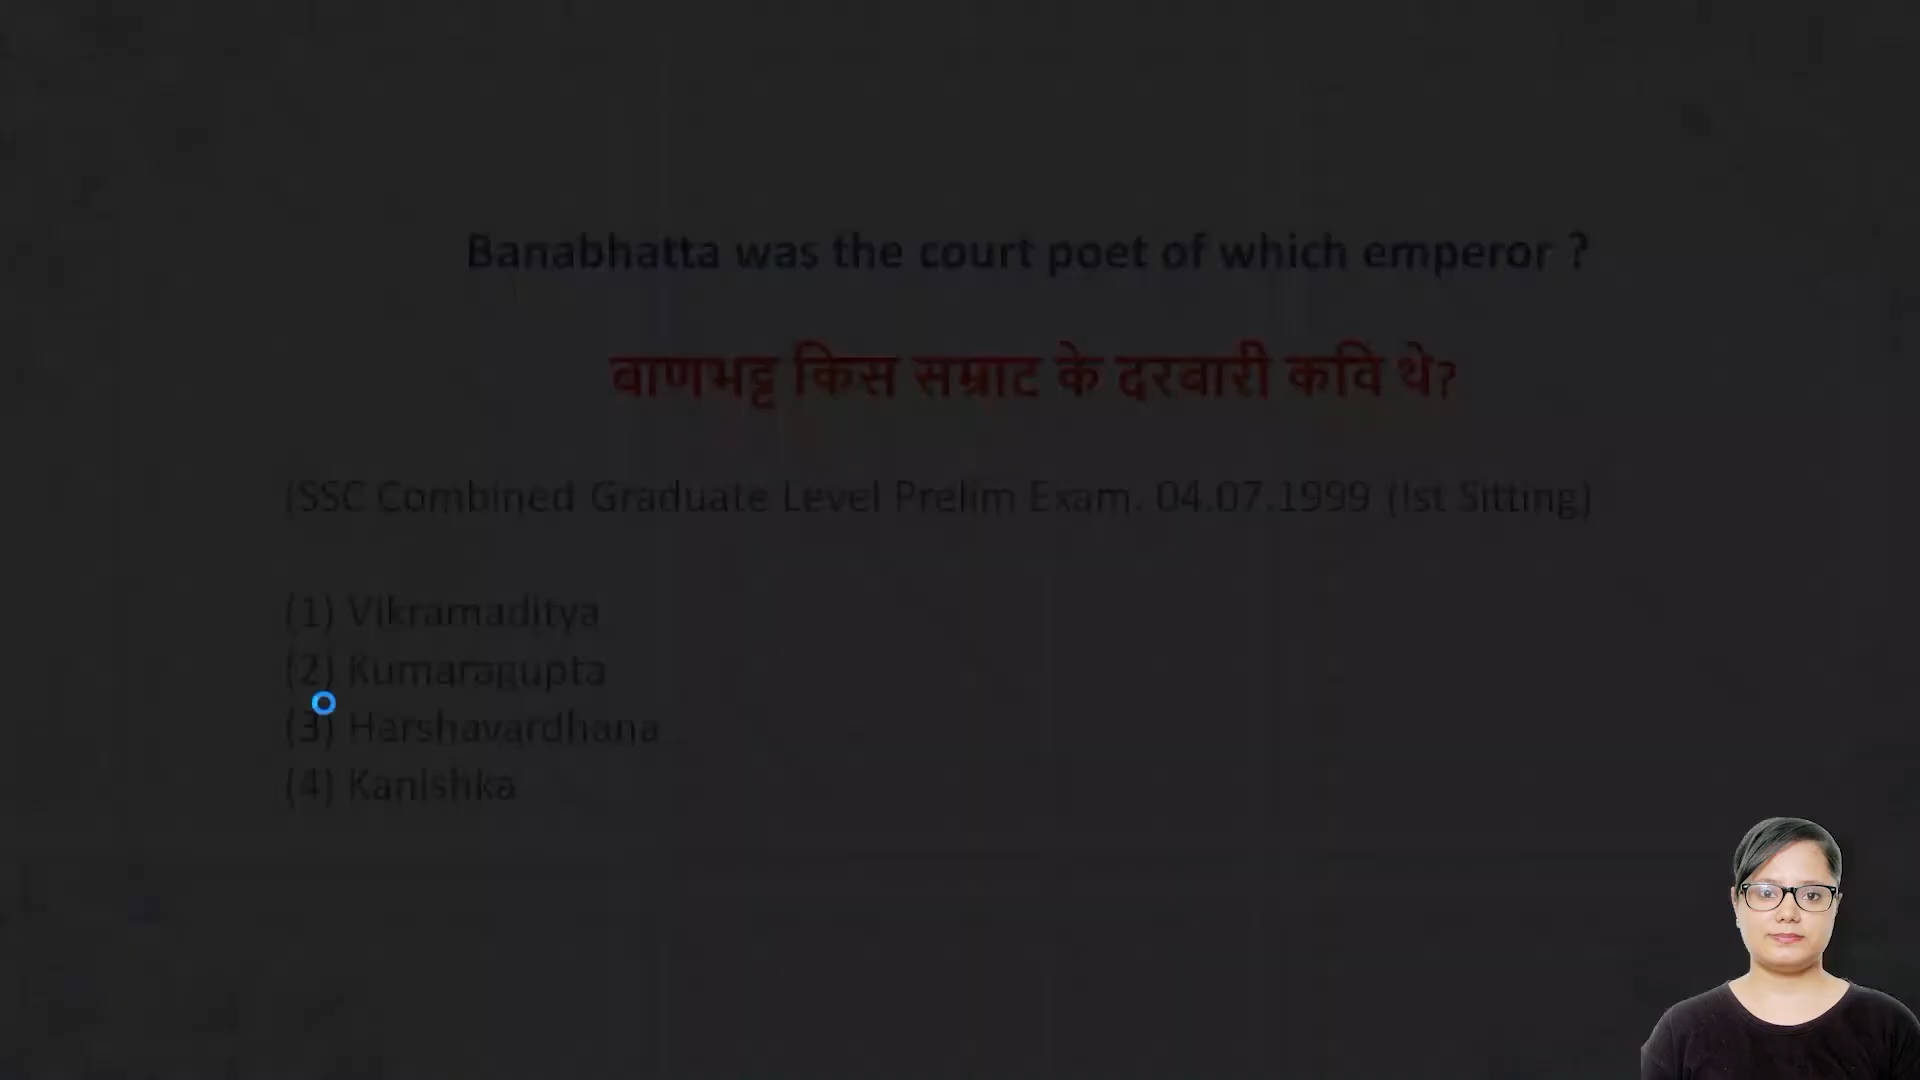 Banabhatta was the court poet of which emperor ?
वाणभट्ट किस सम्राट के दरबारी कवि थे?
(SSC Combined Graduate Level Prelim Exam. 04.07.1999 (Ist Sitting)
(1) Vikramaditya
(2) Kumaragupta
(3) Harshavardhana
(4) Kanishka